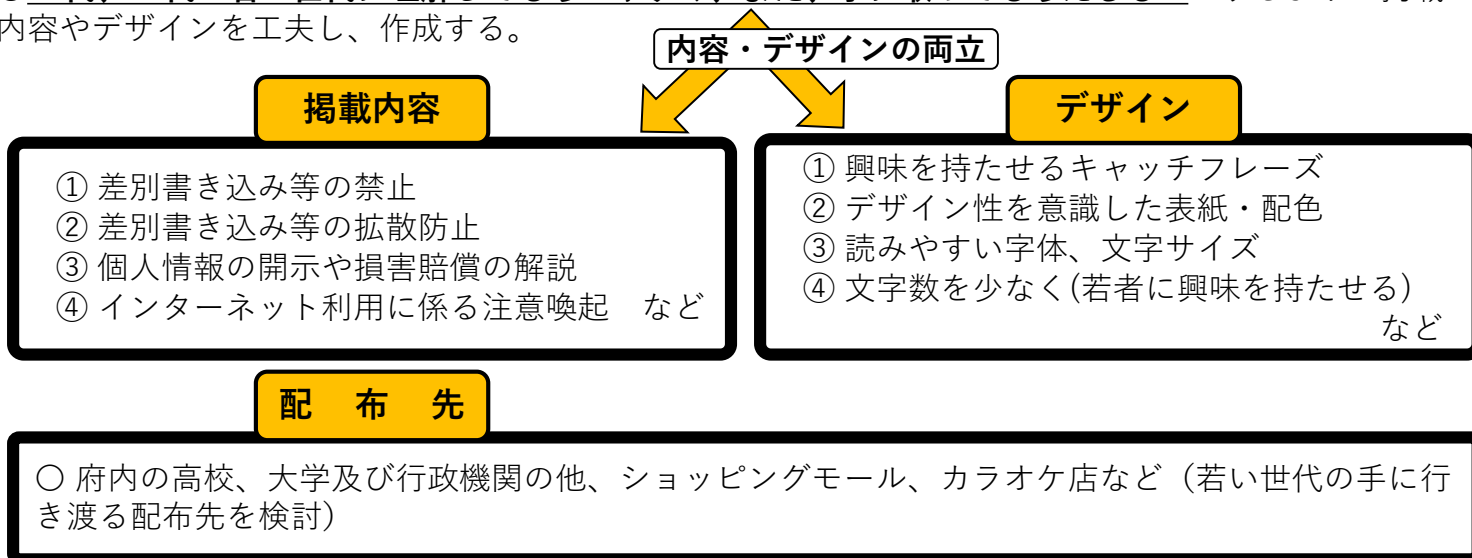 内容やデザインを工夫し、作成する。
内容・デザインの両立
掲載内容
① 差別書き込み等の禁止
② 差別書き込み等の拡散防止
③ 個人情報の開示や損害賠償の解説
④ インターネット利用に係る注意喚起　など
デザイン
① 興味を持たせるキャッチフレーズ
② デザイン性を意識した表紙・配色
③ 読みやすい字体、文字サイズ
④ 文字数を少なく(若者に興味を持たせる)
など
配　布　先
〇 府内の高校、大学及び行政機関の他、ショッピングモール、カラオケ店など（若い世代の手に行
き渡る配布先を検討）